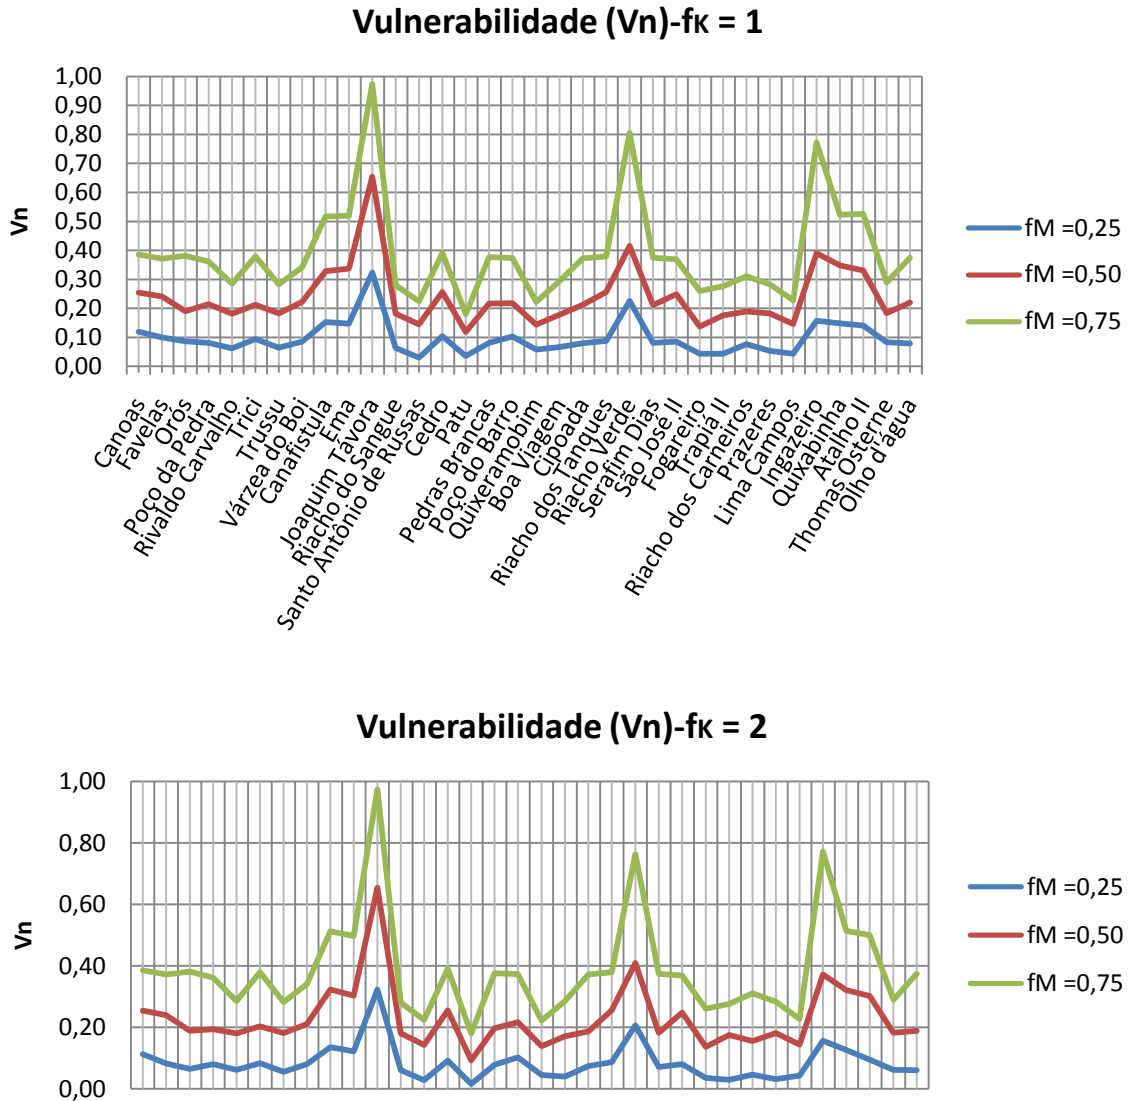 Vulnerabilidade (Vn)-fĸ = 1
1,00
0,90
0,80
0,70
0,60
0,50
0,40
0,30
0,20
0,10
0,00
Vn
Canoas
Favelas
Orós
Poço da Pedra
Rivaldo Carvalho
Trici
Trussu
Várzea do Boi
Canafistula
Ema
Joaquim Távora
Riacho do Sangue
Santo Antônio de Russas
Cedro
Patu
Pedras Brancas
Poço do Barro
Quixeramobim
Boa Viagem
Cipoada
Riacho dos Tanques
Riacho Verde
Serafim Dias
São Jose II
Fogareiro
Trapiá II
Riacho dos Carneiros
Prazeres
Lima Campos
Ingazeiro
Quixabinha
Atalho II
Thomas Osterne
Olho d'água
fM =0,25
fM =0,50
fM =0,75
Vulnerabilidade (Vn)-fĸ = 2
1,00
0,80
0,60
0,40
0,20
0,00
Vn
fM =0,25
fM =0,50
fM =0,75